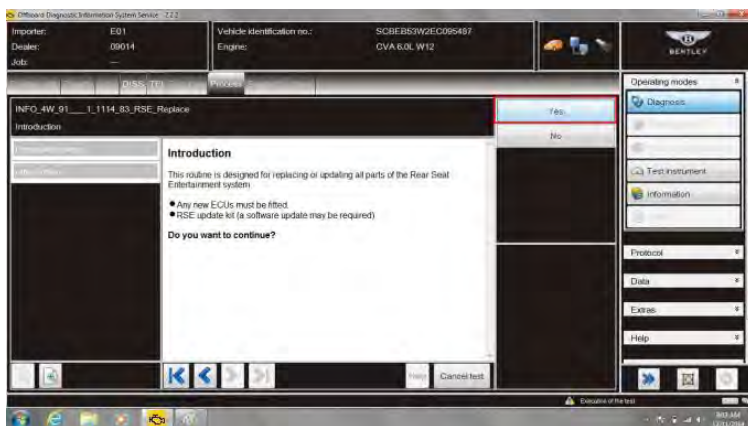 Offboard Diagnostic Information System Service - 2.2.2
Importer: E01
Dealer: 09014
Job: ---
Vehicle identification no.:
Engine: CVA 6.0L W12
BENTLEY
DISS, TPI
Process
Operating modes
INFO_4W_91___1_1114_83_RSE_Replace
Introduction
Yes
No
Diagnosis
Test instrument
Information
Introduction
This routine is designed for replacing or updating all parts of the Rear Seat
Entertainment system
Any new ECUs must be fitted.
RSE update kit (a software update may be required)
Do you want to continue?
Protocol
Data
Extras
Help
Help
Cancel test
Execution of the test